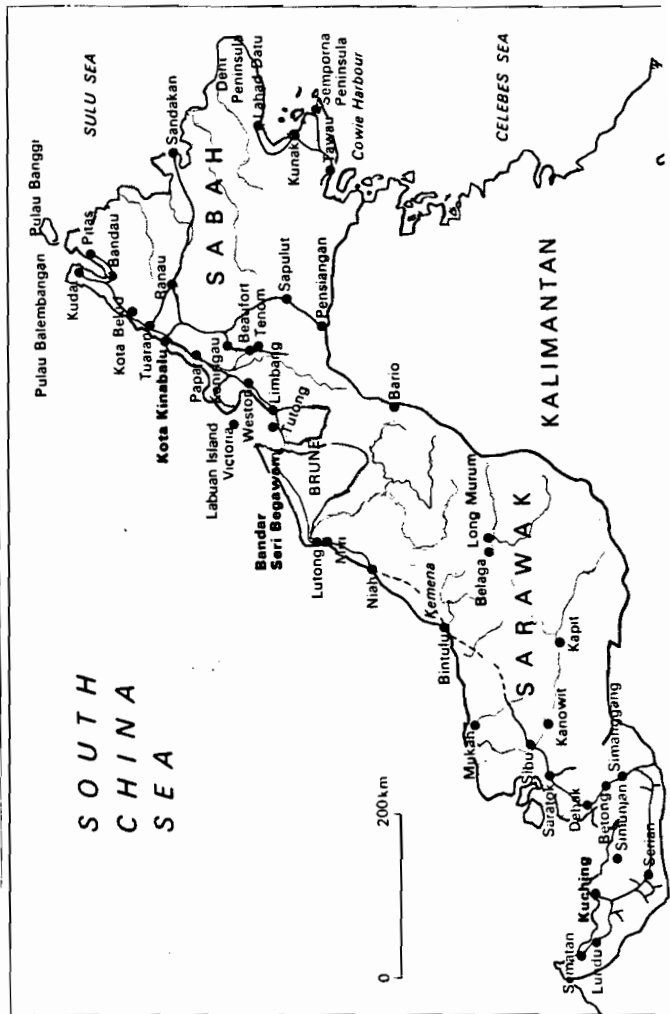 SOUTH
CHINA
SEA
0 200km
SULU SEA
CELEBES SEA
Pulau Balembangan
Pulau Banggi
Kudat
Pitas
Bandau
Kota Belud
Tuaran
Ranau
Kota Kinabalu
Sandakan
SABAH
Dent
Peninsula
Lahad Datu
Kunak
Semporna
Peninsula
Tawau
Cowie Harbour
Papar
Keningau
Beaufort
Tenom
Sapulut
Pensiangan
Labuan Island
Victoria
Weston
Limbang
Tutong
Bandar
Seri Begawan
BRUNEI
Lutong
Miri
Niah
Bario
KALIMANTAN
Kemena
Bintulu
Belaga
Long Murum
SARAWAK
Mukah
Sibu
Kanowit
Kapit
Saratok
Debak
Betong
Simanggang
Simunjan
Serian
Kuching
Sematan
Lundu